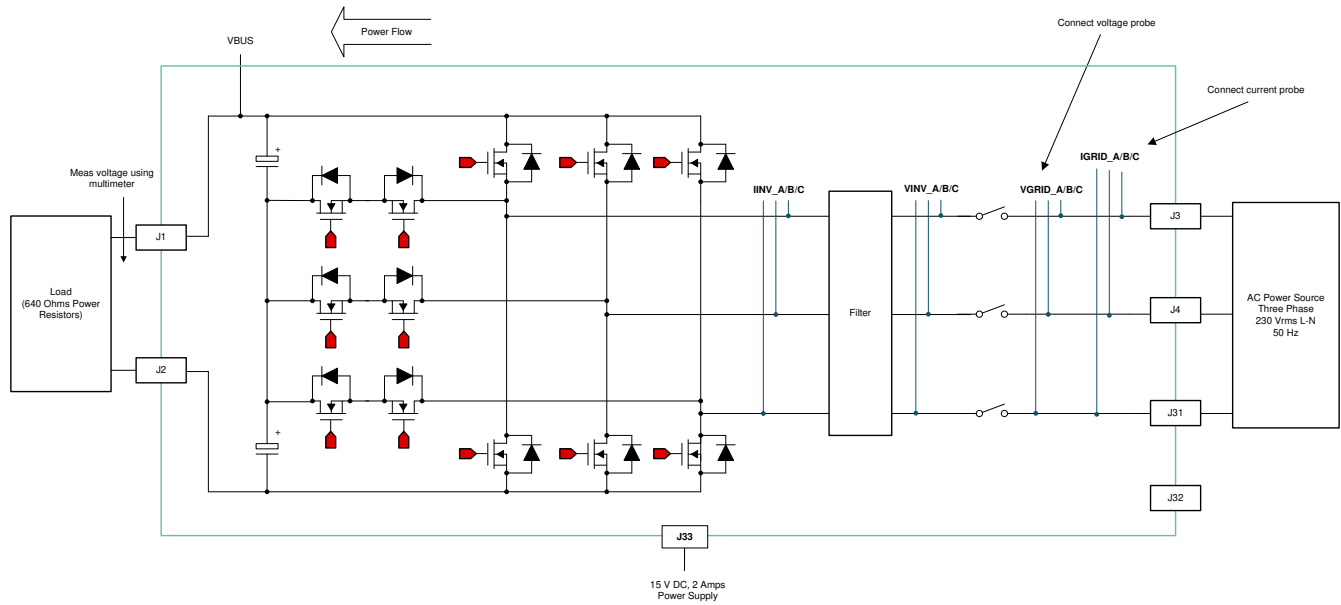 Connect voltage probe
Power Flow
VBUS
Connect current probe
+
IGRID_A/B/C
Meas voltage using
multimeter
IINV_A/B/C
VINV_A/B/C
VGRID_A/B/C
J1
J3
Load
(640 Ohms Power
Resistors)
Filter
J4
AC Power Source
Three Phase
230 Vrms L-N
50 Hz
J2
J31
+
J32
J33
15 V DC, 2 Amps
Power Supply